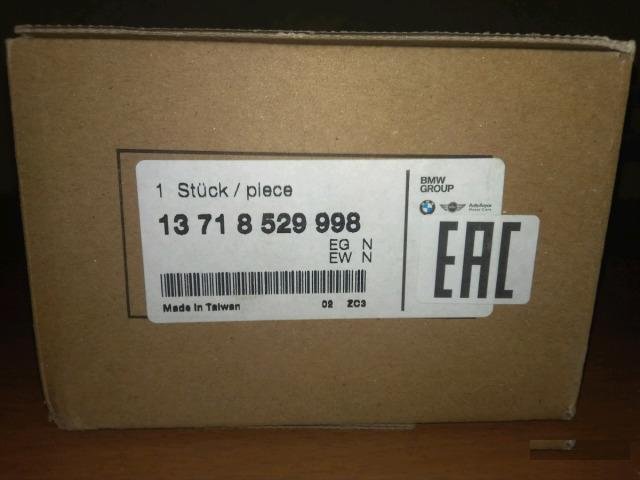 1 Stück / piece
13 71 8 529 998
EG N
EW N
Made in Taiwan 02 ZC3
BMW
GROUP
EAC